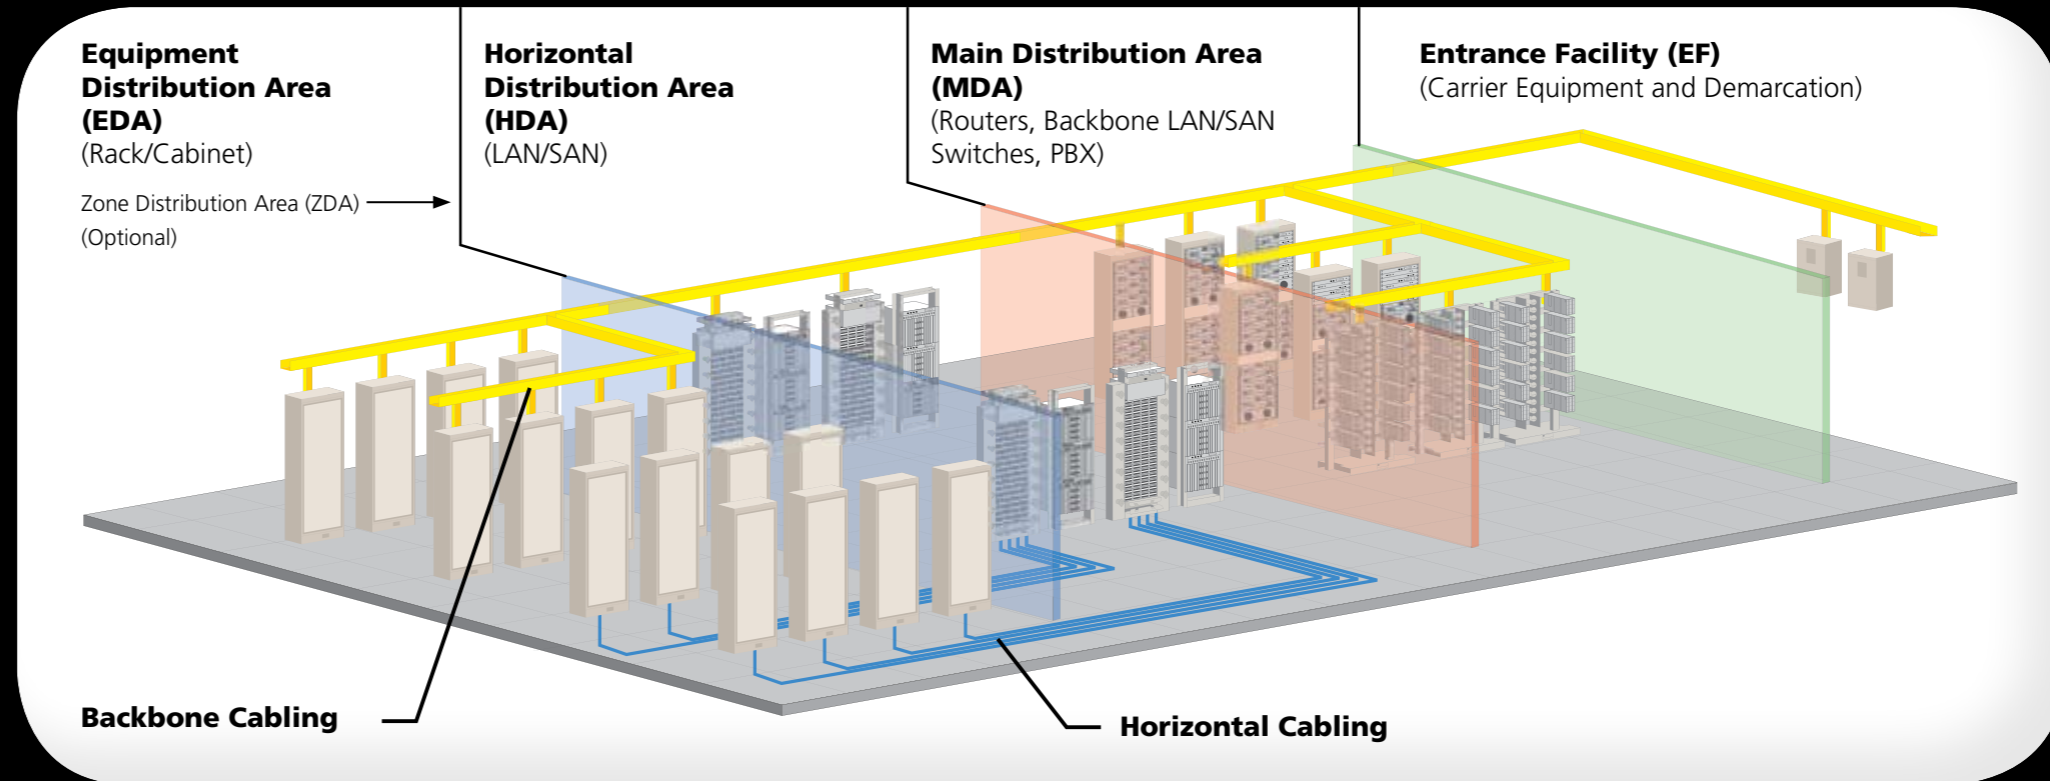 Equipment
Distribution Area
(EDA)
(Rack/Cabinet)
Zone Distribution Area (ZDA)
(Optional)
Horizontal
Distribution Area
(HDA)
(LAN/SAN)
Main Distribution Area
(MDA)
(Routers, Backbone LAN/SAN
Switches, PBX)
Entrance Facility (EF)
(Carrier Equipment and Demarcation)
Backbone Cabling
Horizontal Cabling